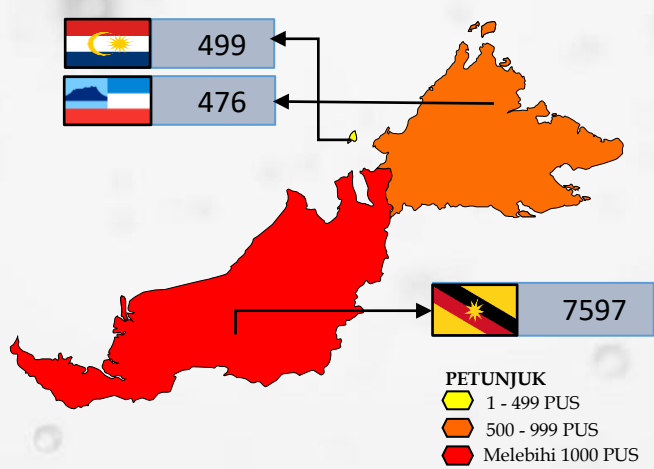 499
476
7597
PETUNJUK
1 - 499 PUS
500 - 999 PUS
Melebihi 1000 PUS